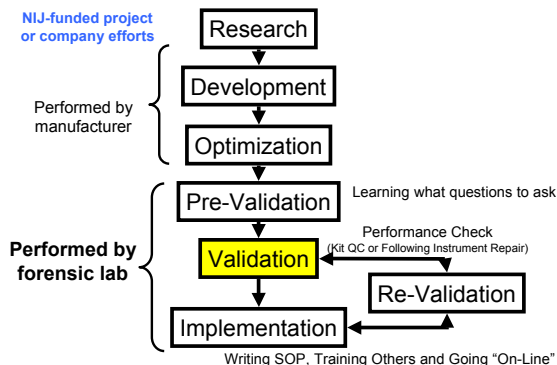 NIJ-funded project
or company efforts
Research
Development
Performed by
manufacturer
Optimization
Pre-Validation
Learning what questions to ask
Performed by
forensic lab
Validation
Performance Check
(Kit QC or Following Instrument Repair)
Re-Validation
Implementation
Writing SOP, Training Others and Going “On-Line”